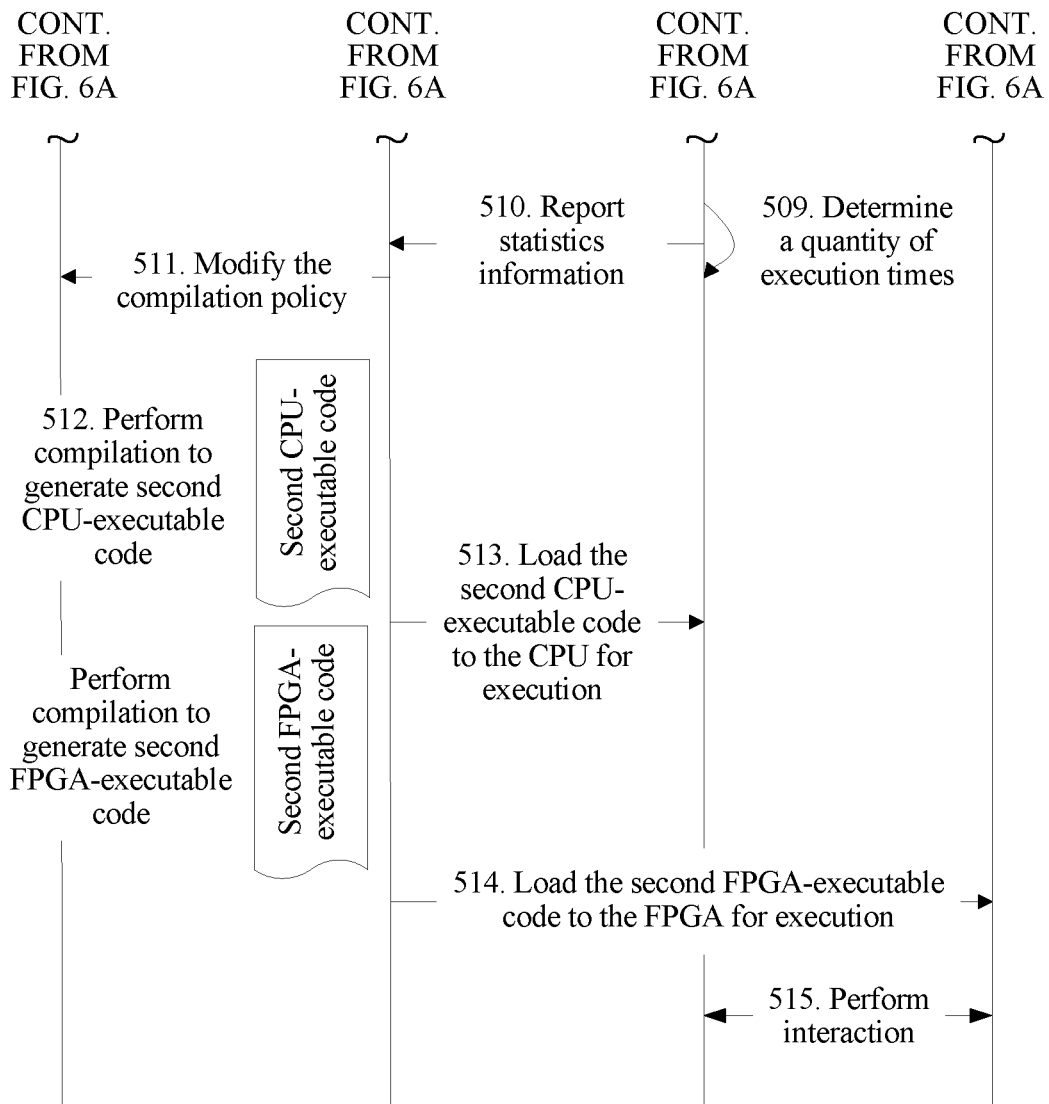 CONT.
FROM
FIG. 6A
CONT.
FROM
FIG. 6A
CONT.
FROM
FIG. 6A
CONT.
FROM
FIG. 6A
509. Determine
a quantity of
execution times
510. Report
statistics
information
511. Modify the
compilation policy
512. Perform
compilation to
generate second
CPU-executable
code
Second CPU-
executable code
513. Load the
second CPU-
executable code
to the CPU for
execution
Perform
compilation to
generate second
FPGA-executable
code
Second FPGA-
executable code
514. Load the second FPGA-executable
code to the FPGA for execution
515. Perform
interaction